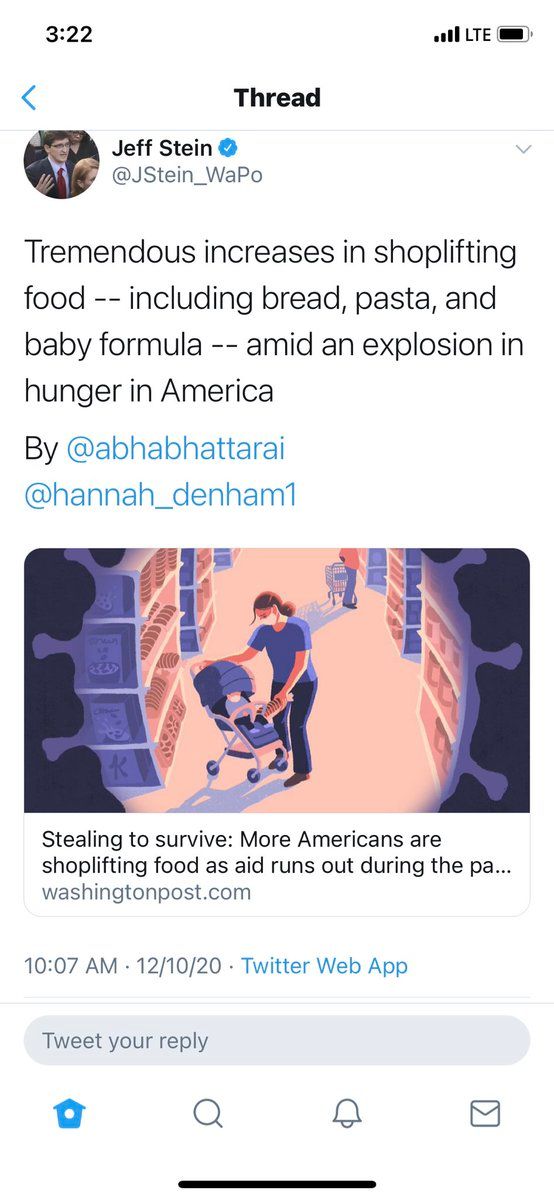 3:22
LTE
Thread
Jeff Stein
@JStein_WaPo
Tremendous increases in shoplifting
food -- including bread, pasta, and
baby formula -- amid an explosion in
hunger in America
By @abhabhattarai
@hannah_denham1
K
Stealing to survive: More Americans are
shoplifting food as aid runs out during the pa...
washingtonpost.com
10:07 AM · 12/10/20 · Twitter Web App
Tweet your reply